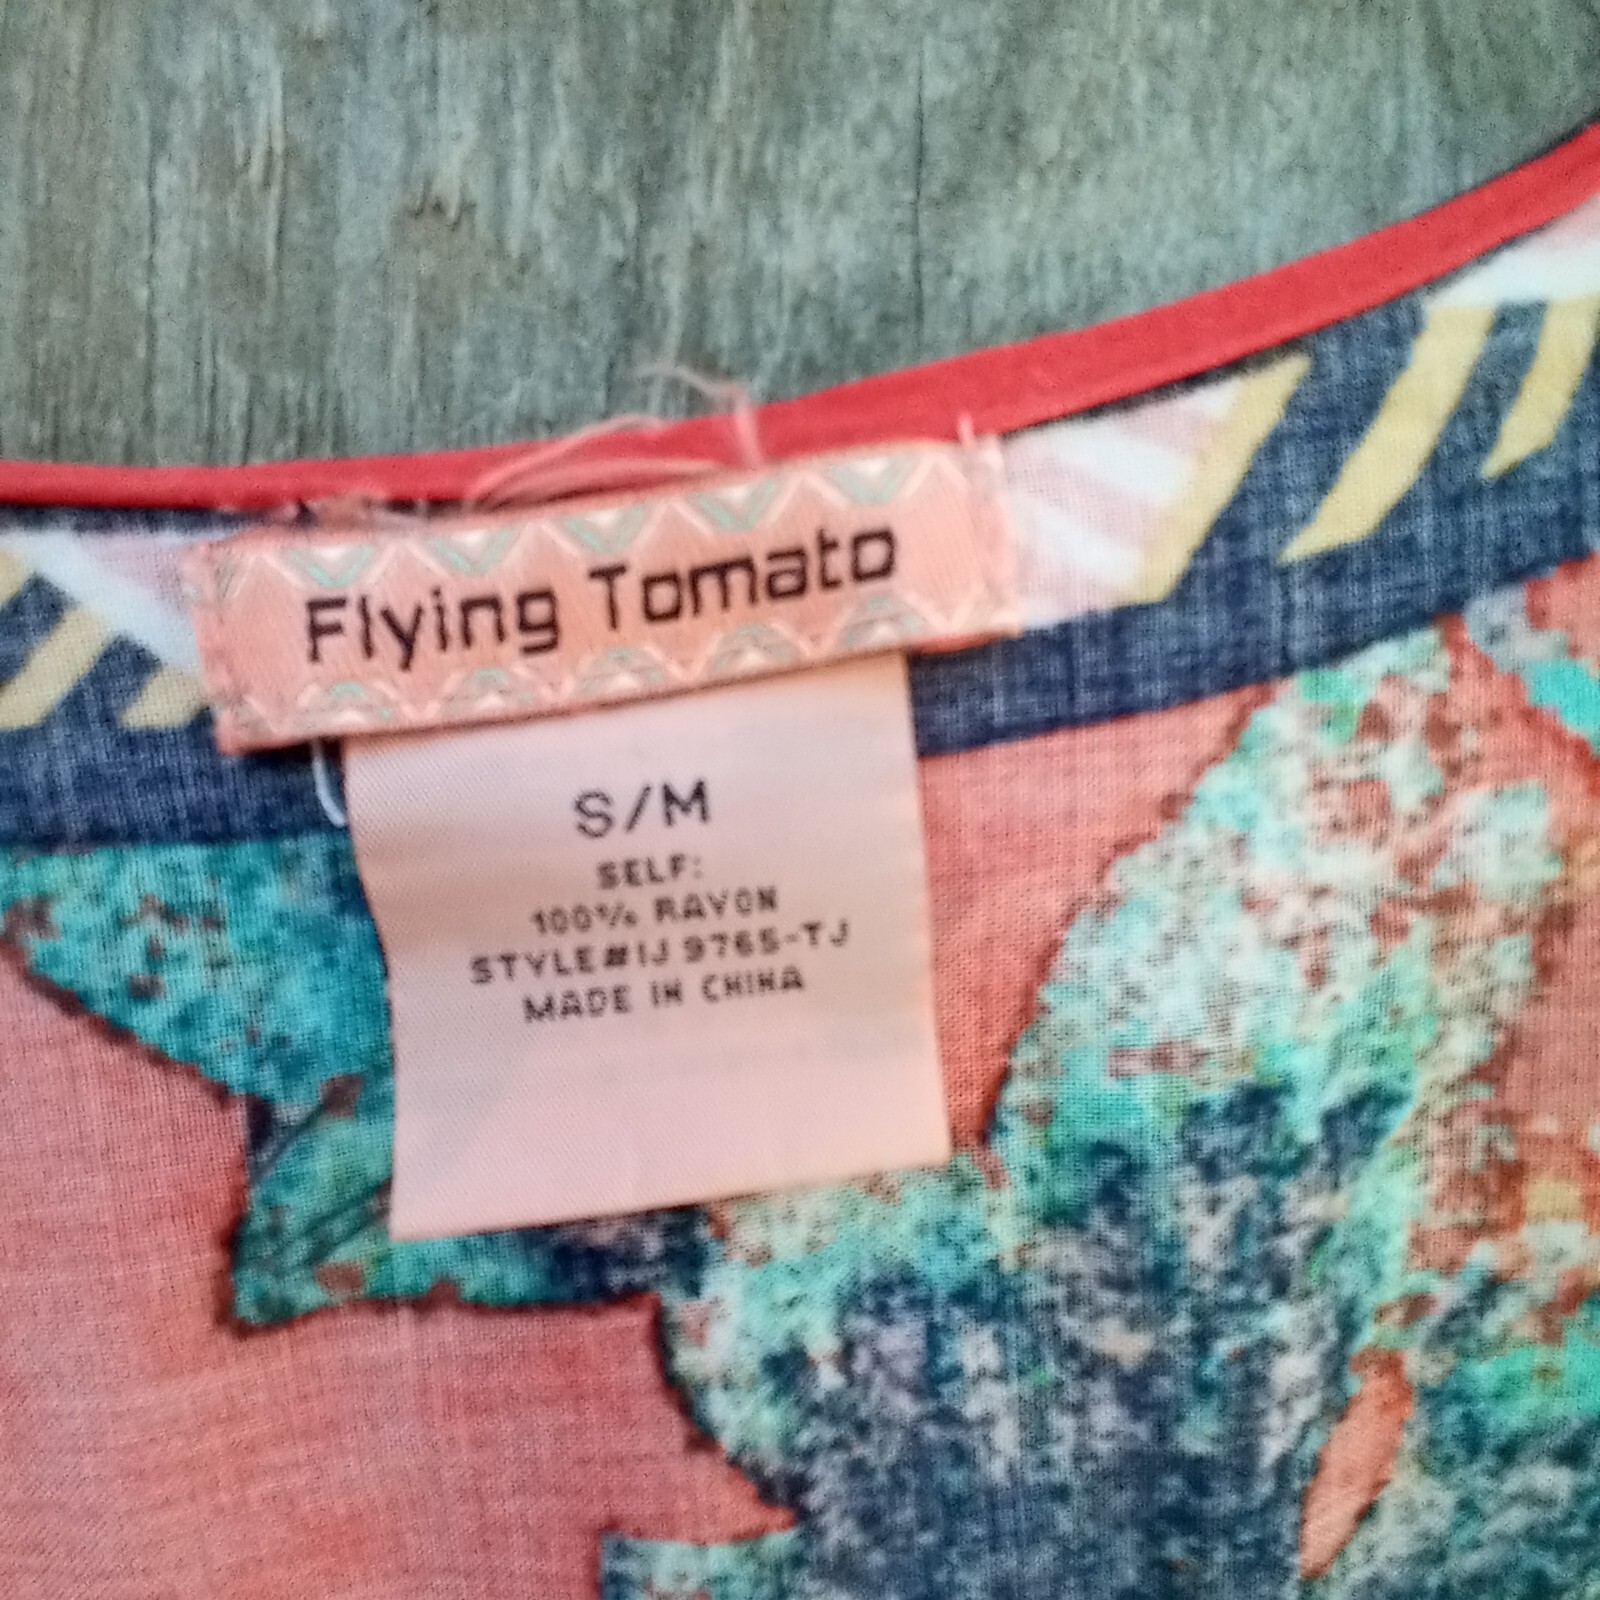 Flying Tomato
S/M
SELF:
100% RAYON
STYLE#IJ 9765-TJ
MADE IN CHINA